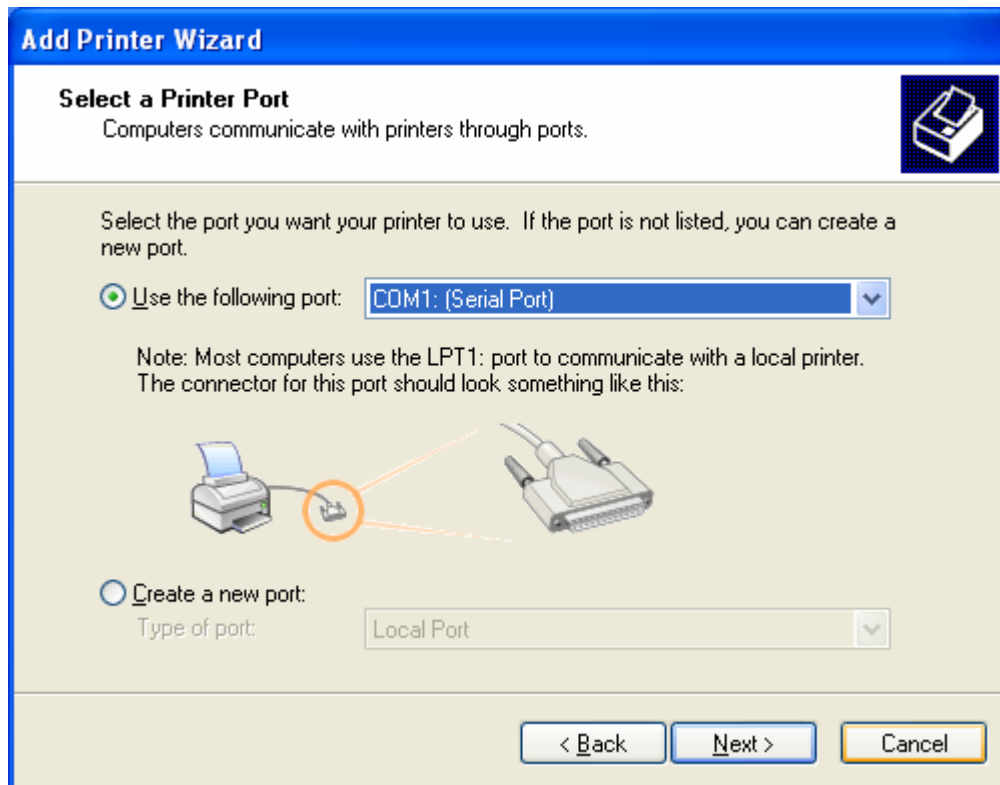 Add Printer Wizard
Select a Printer Port
Computers communicate with printers through ports.
Select the port you want your printer to use. If the port is not listed, you can create a
new port.
Use the following port: COM1: (Serial Port)
Note: Most computers use the LPT1: port to communicate with a local printer.
The connector for this port should look something like this:
Create a new port:
Type of port: Local Port
< Back Next > Cancel